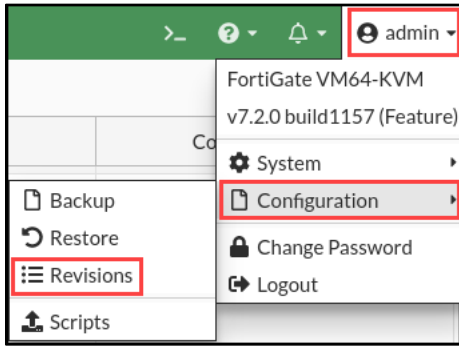 >_
admin
FortiGate VM64-KVM
v7.2.0 build1157 (Feature)
Co
System
Configuration
Change Password
Logout
Backup
Restore
Revisions
Scripts